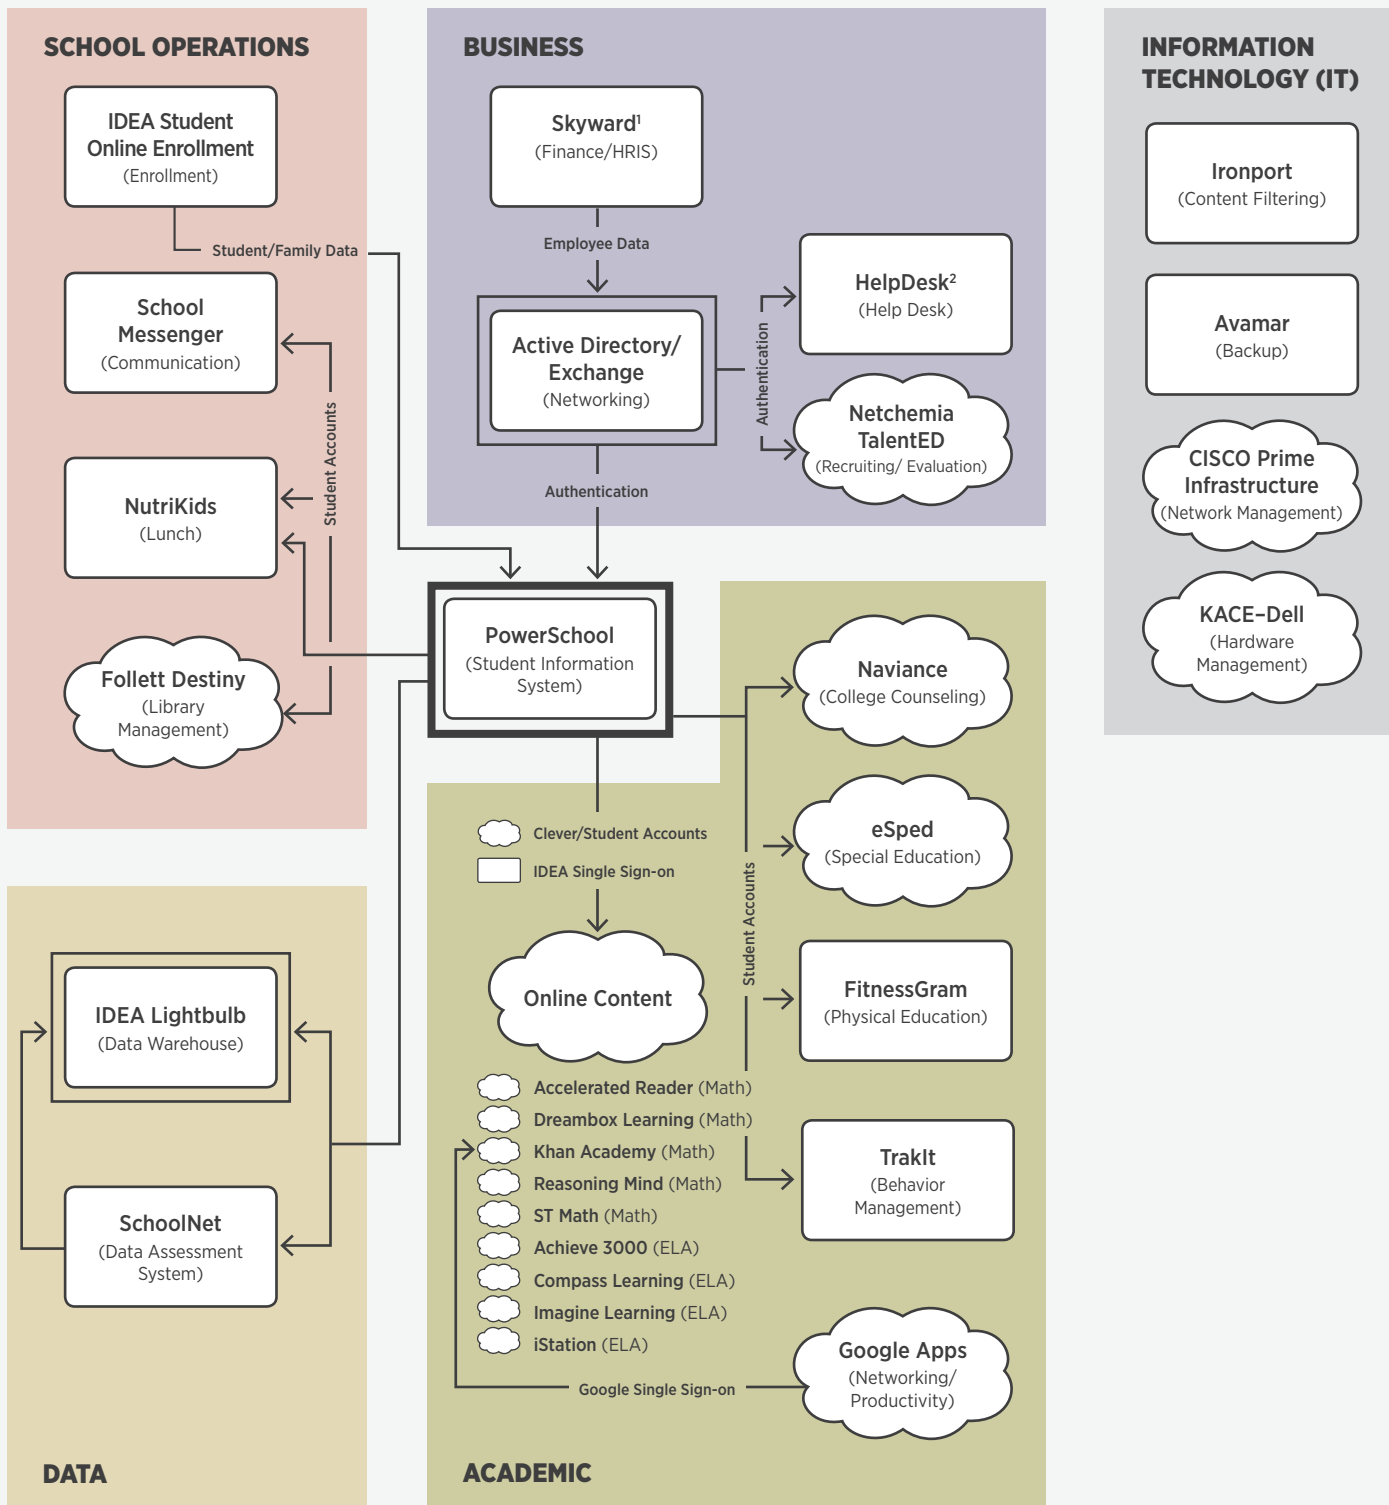 SCHOOL OPERATIONS
IDEA Student
Online Enrollment
(Enrollment)
Student/Family Data
School
Messenger
(Communication)
Student Accounts
NutriKids
(Lunch)
Follett Destiny
(Library
Management)
BUSINESS
Skyward¹
(Finance/HRIS)
Employee Data
Active Directory/
Exchange
(Networking)
Authentication
HelpDesk²
(Help Desk)
Netchemia
TalentED
(Recruiting/ Evaluation)
Authentication
INFORMATION
TECHNOLOGY (IT)
Ironport
(Content Filtering)
Avamar
(Backup)
CISCO Prime
Infrastructure
(Network Management)
KACE–Dell
(Hardware
Management)
PowerSchool
(Student Information
System)
Clever/Student Accounts
IDEA Single Sign-on
Online Content
Accelerated Reader (Math)
Dreambox Learning (Math)
Khan Academy (Math)
Reasoning Mind (Math)
ST Math (Math)
Achieve 3000 (ELA)
Compass Learning (ELA)
Imagine Learning (ELA)
iStation (ELA)
Google Single Sign-on
Student Accounts
Naviance
(College Counseling)
eSped
(Special Education)
FitnessGram
(Physical Education)
TrakIt
(Behavior
Management)
Google Apps
(Networking/
Productivity)
ACADEMIC
IDEA Lightbulb
(Data Warehouse)
SchoolNet
(Data Assessment
System)
DATA